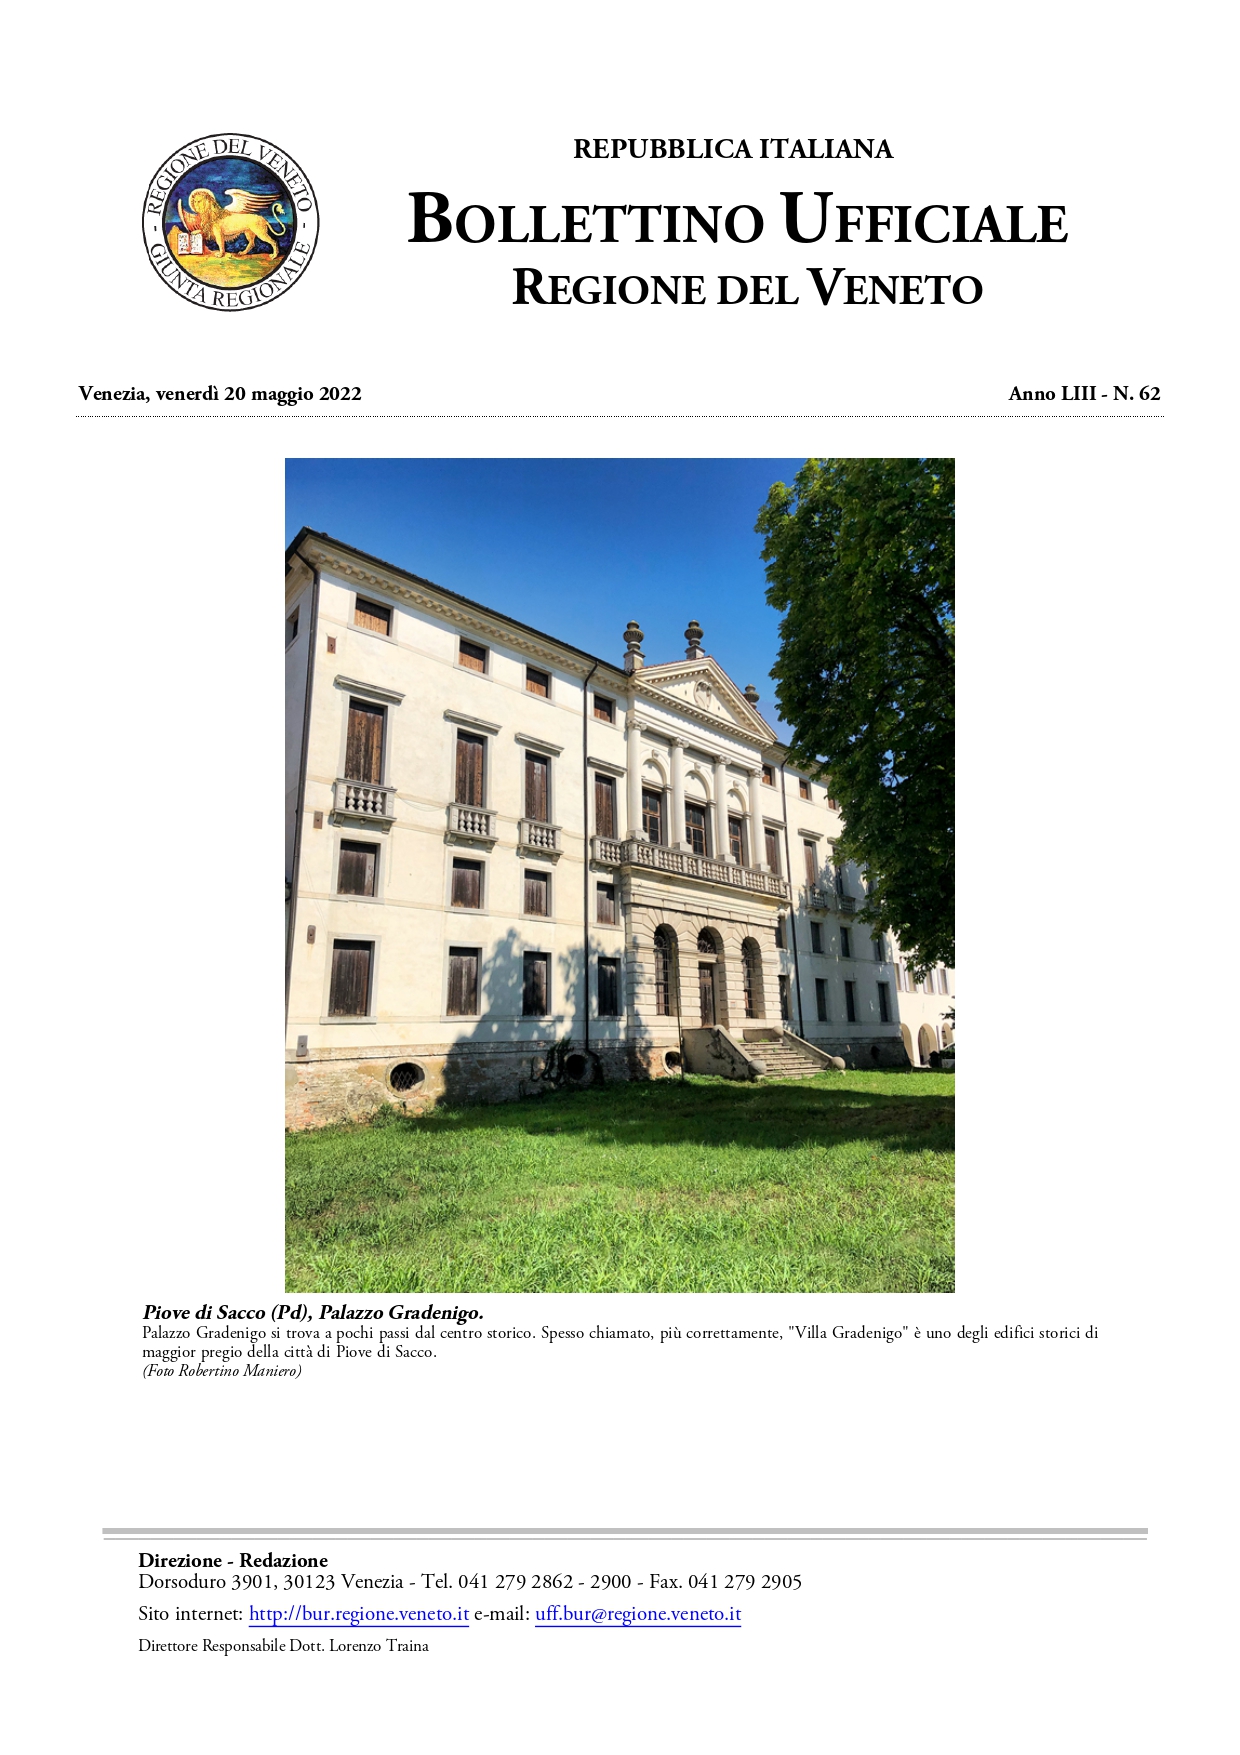 REGIONE DEL VENETO
- GIUNTA REGIONALE -
REPUBBLICA ITALIANA
BOLLETTINO UFFICIALE
REGIONE DEL VENETO
Venezia, venerdì 20 maggio 2022
Anno LIII - N. 62
Piove di Sacco (Pd), Palazzo Gradenigo.
Palazzo Gradenigo si trova a pochi passi dal centro storico. Spesso chiamato, più correttamente, "Villa Gradenigo" è uno degli edifici storici di
maggior pregio della città di Piove di Sacco.
(Foto Robertino Maniero)
Direzione - Redazione
Dorsoduro 3901, 30123 Venezia - Tel. 041 279 2862 - 2900 - Fax. 041 279 2905
Sito internet: http://bur.regione.veneto.it e-mail: uff.bur@regione.veneto.it
Direttore Responsabile Dott. Lorenzo Traina